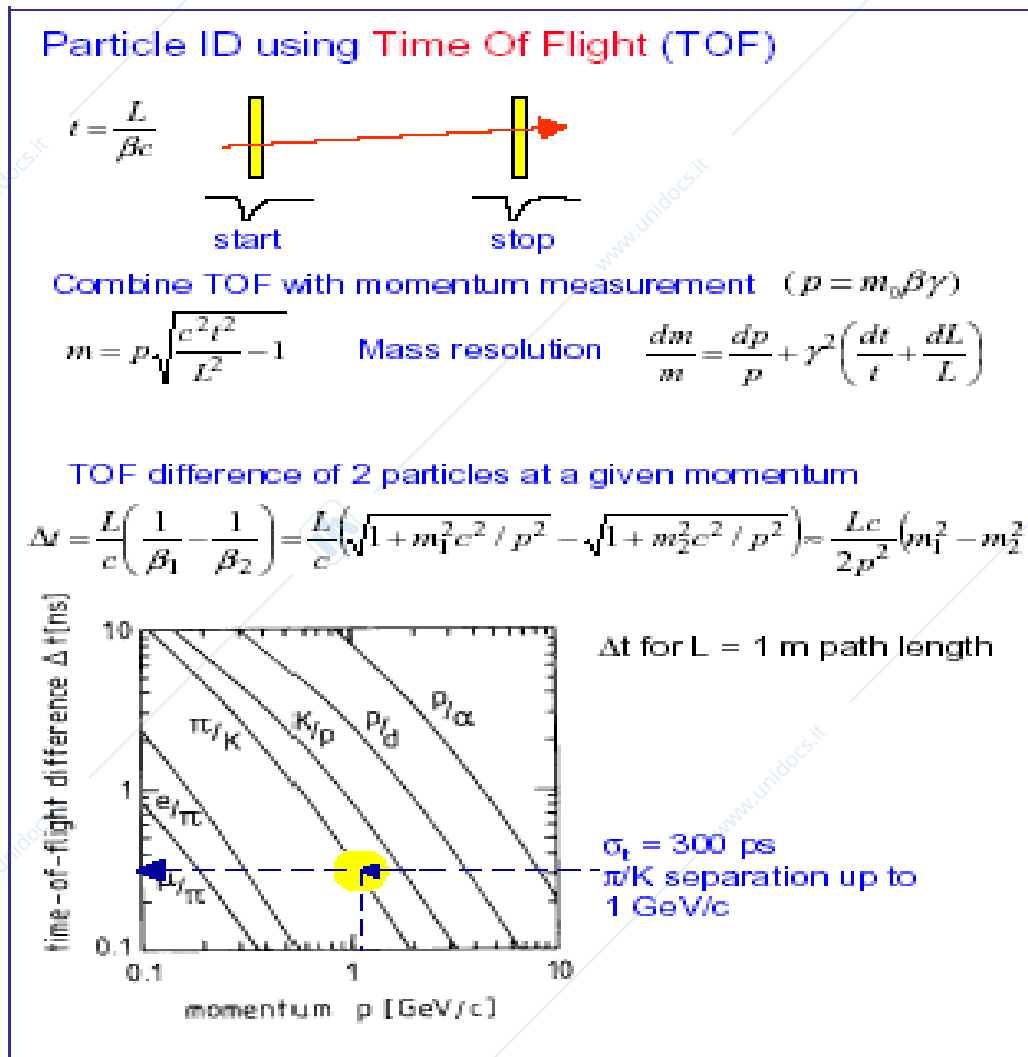 Particle ID using Time Of Flight (TOF)
t = L / βc
start
stop
Combine TOF with momentum measurement (p = m₀βγ)
m = p√(c²t²/L² − 1) Mass resolution dm/m = dp/p + γ²(dt/t + dL/L)
TOF difference of 2 particles at a given momentum
Δt = L/c (1/β₁ − 1/β₂) = L/c (√(1 + m₁²c² / p²) − √(1 + m₂²c² / p²)) ≈ Lc/2p² (m₁² − m₂²
time-of-flight difference Δt[ns]
10
1
0.1
π/K
K/p
p/d
p/α
e/π
μ/π
0.1
1
10
momentum p [GeV/c]
Δt for L = 1 m path length
σt = 300 ps
π/K separation up to
1 GeV/c
www.unidocs.it
www.unidocs.it